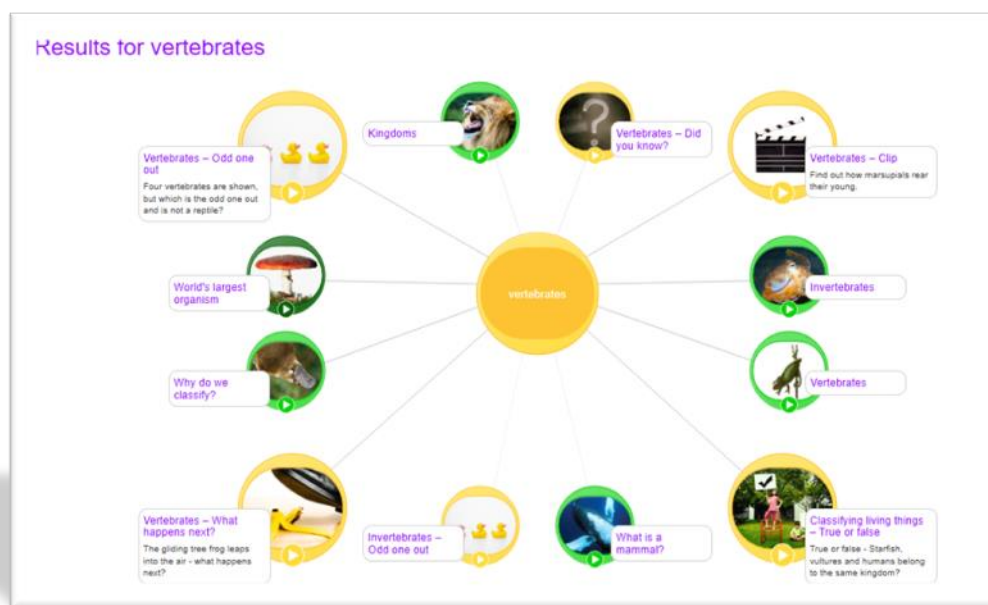 Results for vertebrates
Kingdoms
Vertebrates – Did
you know?
Vertebrates – Odd one
out
Four vertebrates are shown,
but which is the odd one out
and is not a reptile?
Vertebrates – Clip
Find out how marsupials rear
their young.
World's largest
organism
vertebrates
Invertebrates
Why do we
classify?
Vertebrates
Vertebrates – What
happens next?
The gliding tree frog leaps
into the air - what happens
next?
Invertebrates –
Odd one out
What is a
mammal?
Classifying living things
– True or false
True or false - Starfish,
vultures and humans belong
to the same kingdom?